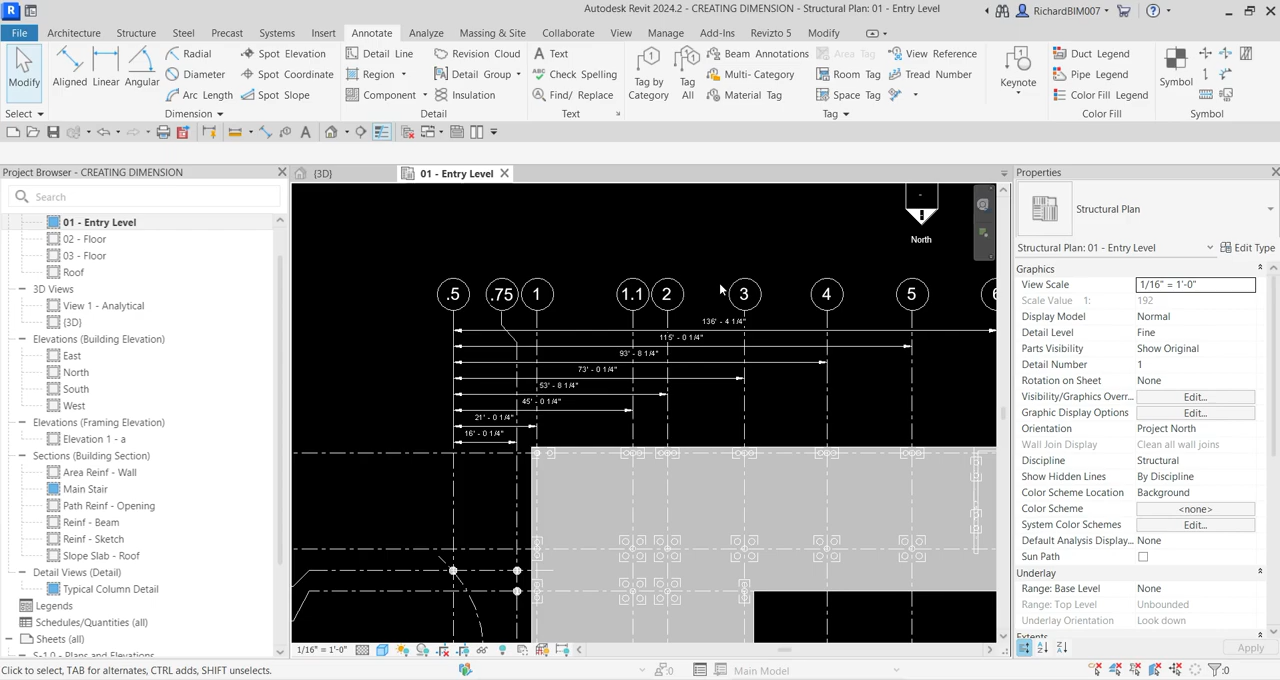 Autodesk Revit 2024.2 - CREATING DIMENSION - Structural Plan: 01 - Entry Level
RichardBIM007
File Architecture Structure Steel Precast Systems Insert Annotate Analyze Massing & Site Collaborate View Manage Add-Ins Revizto 5 Modify
Modify Aligned Linear Angular Radial Spot Elevation Detail Line Revision Cloud Text Beam Annotations Area Tag View Reference Duct Legend
Diameter Spot Coordinate Region Detail Group Check Spelling Tag by Category Tag All Multi- Category Room Tag Tread Number Keynote Pipe Legend Symbol
Arc Length Spot Slope Component Insulation Find/ Replace Material Tag Space Tag Color Fill Legend
Select Dimension Detail Text Tag Color Fill Symbol
Project Browser - CREATING DIMENSION
{3D}
01 - Entry Level
Properties
Search
01 - Entry Level
02 - Floor
03 - Floor
Roof
3D Views
View 1 - Analytical
{3D}
Elevations (Building Elevation)
East
North
South
West
Elevations (Framing Elevation)
Elevation 1 - a
Sections (Building Section)
Area Reinf - Wall
Main Stair
Path Reinf - Opening
Reinf - Beam
Reinf - Sketch
Slope Slab - Roof
Detail Views (Detail)
Typical Column Detail
Legends
Schedules/Quantities (all)
Sheets (all)
S-1.0 - Plans and Elevations
North
.5 .75 1 1.1 2 3 4 5 6
136' - 4 1/4"
115' - 0 1/4"
93' - 8 1/4"
73' - 0 1/4"
53' - 8 1/4"
45' - 0 1/4"
21' - 0 1/4"
16' - 0 1/4"
Structural Plan
Structural Plan: 01 - Entry Level Edit Type
Graphics
View Scale 1/16" = 1'-0"
Scale Value 1: 192
Display Model Normal
Detail Level Fine
Parts Visibility Show Original
Detail Number 1
Rotation on Sheet None
Visibility/Graphics Overr... Edit...
Graphic Display Options Edit...
Orientation Project North
Wall Join Display Clean all wall joins
Discipline Structural
Show Hidden Lines By Discipline
Color Scheme Location Background
Color Scheme <none>
System Color Schemes Edit...
Default Analysis Display... None
Sun Path
Underlay
Range: Base Level None
Range: Top Level Unbounded
Underlay Orientation Look down
Extents
Apply
1/16" = 1'-0"
Click to select, TAB for alternates, CTRL adds, SHIFT unselects.
:0
Main Model
:0